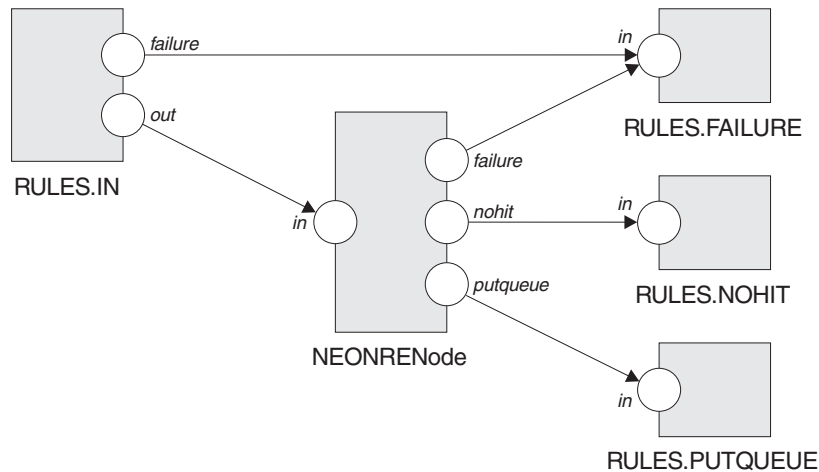 failure
in
out
RULES.FAILURE
RULES.IN
in
failure
nohit
in
putqueue
RULES.NOHIT
NEONRENode
in
RULES.PUTQUEUE